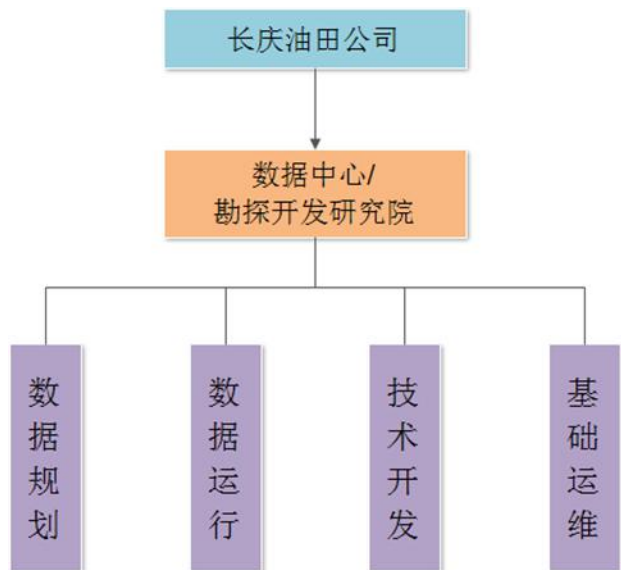 长庆油田公司
数据中心/
勘探开发研究院
数据规划
数据运行
技术开发
基础运维